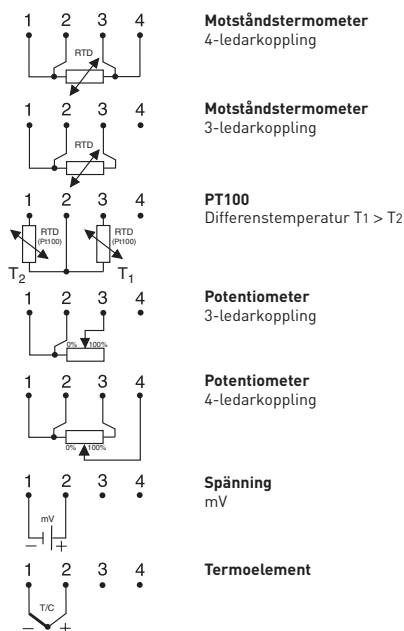 1 2 3 4
RTD
Motståndstermometer
4-ledarkoppling
1 2 3 4
RTD
Motståndstermometer
3-ledarkoppling
1 2 3 4
RTD
(Pt100)
RTD
(Pt100)
T2 T1
PT100
Differenstemperatur T1 > T2
1 2 3 4
0% 100%
Potentiometer
3-ledarkoppling
1 2 3 4
0% 100%
Potentiometer
4-ledarkoppling
1 2 3 4
mV
– +
Spänning
mV
1 2 3 4
T/C
– +
Termoelement